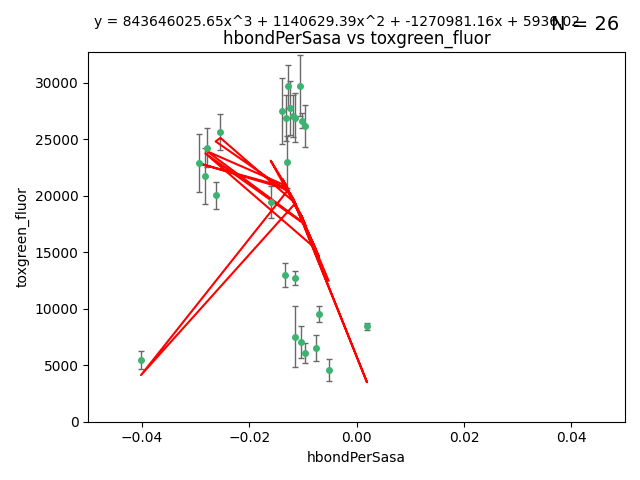 y = 843646025.65x^3 + 1140629.39x^2 + -1270981.16x + 5936.02
N = 26
hbondPerSasa vs toxgreen_fluor
30000
25000
20000
15000
10000
5000
0
toxgreen_fluor
−0.04
−0.02
0.00
0.02
0.04
hbondPerSasa